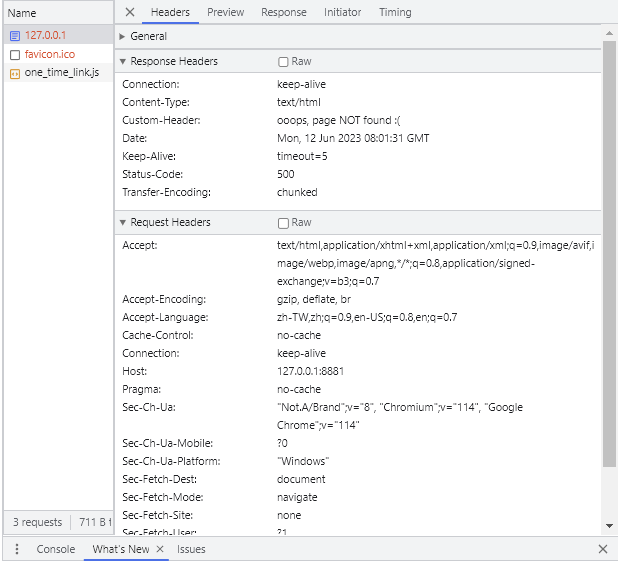 Name
Headers Preview Response Initiator Timing
127.0.0.1
favicon.ico
one_time_link.js
General
Response Headers Raw
Connection: keep-alive
Content-Type: text/html
Custom-Header: ooops, page NOT found :(
Date: Mon, 12 Jun 2023 08:01:31 GMT
Keep-Alive: timeout=5
Status-Code: 500
Transfer-Encoding: chunked
Request Headers Raw
Accept: text/html,application/xhtml+xml,application/xml;q=0.9,image/avif,i
mage/webp,image/apng,*/*;q=0.8,application/signed-
exchange;v=b3;q=0.7
Accept-Encoding: gzip, deflate, br
Accept-Language: zh-TW,zh;q=0.9,en-US;q=0.8,en;q=0.7
Cache-Control: no-cache
Connection: keep-alive
Host: 127.0.0.1:8881
Pragma: no-cache
Sec-Ch-Ua: "Not.A/Brand";v="8", "Chromium";v="114", "Google
Chrome";v="114"
Sec-Ch-Ua-Mobile: ?0
Sec-Ch-Ua-Platform: "Windows"
Sec-Fetch-Dest: document
Sec-Fetch-Mode: navigate
Sec-Fetch-Site: none
Sec-Fetch-User: ?1
3 requests 711 B t
Console What's New Issues